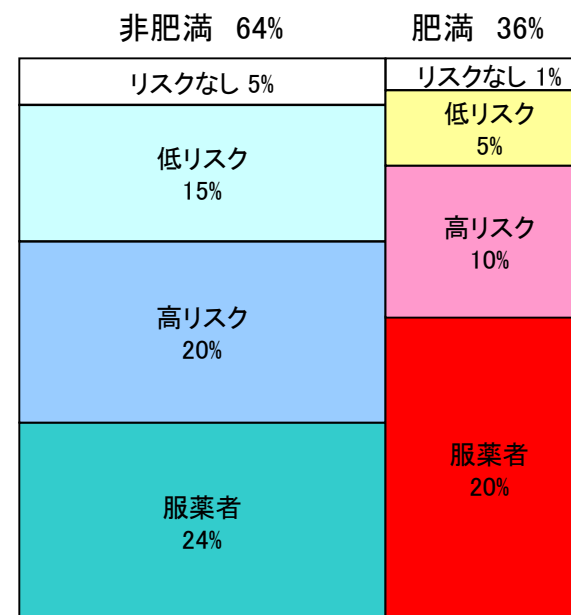 非肥満 64%
肥満 36%
リスクなし 5%
リスクなし 1%
低リスク
15%
低リスク
5%
高リスク
20%
高リスク
10%
服薬者
24%
服薬者
20%